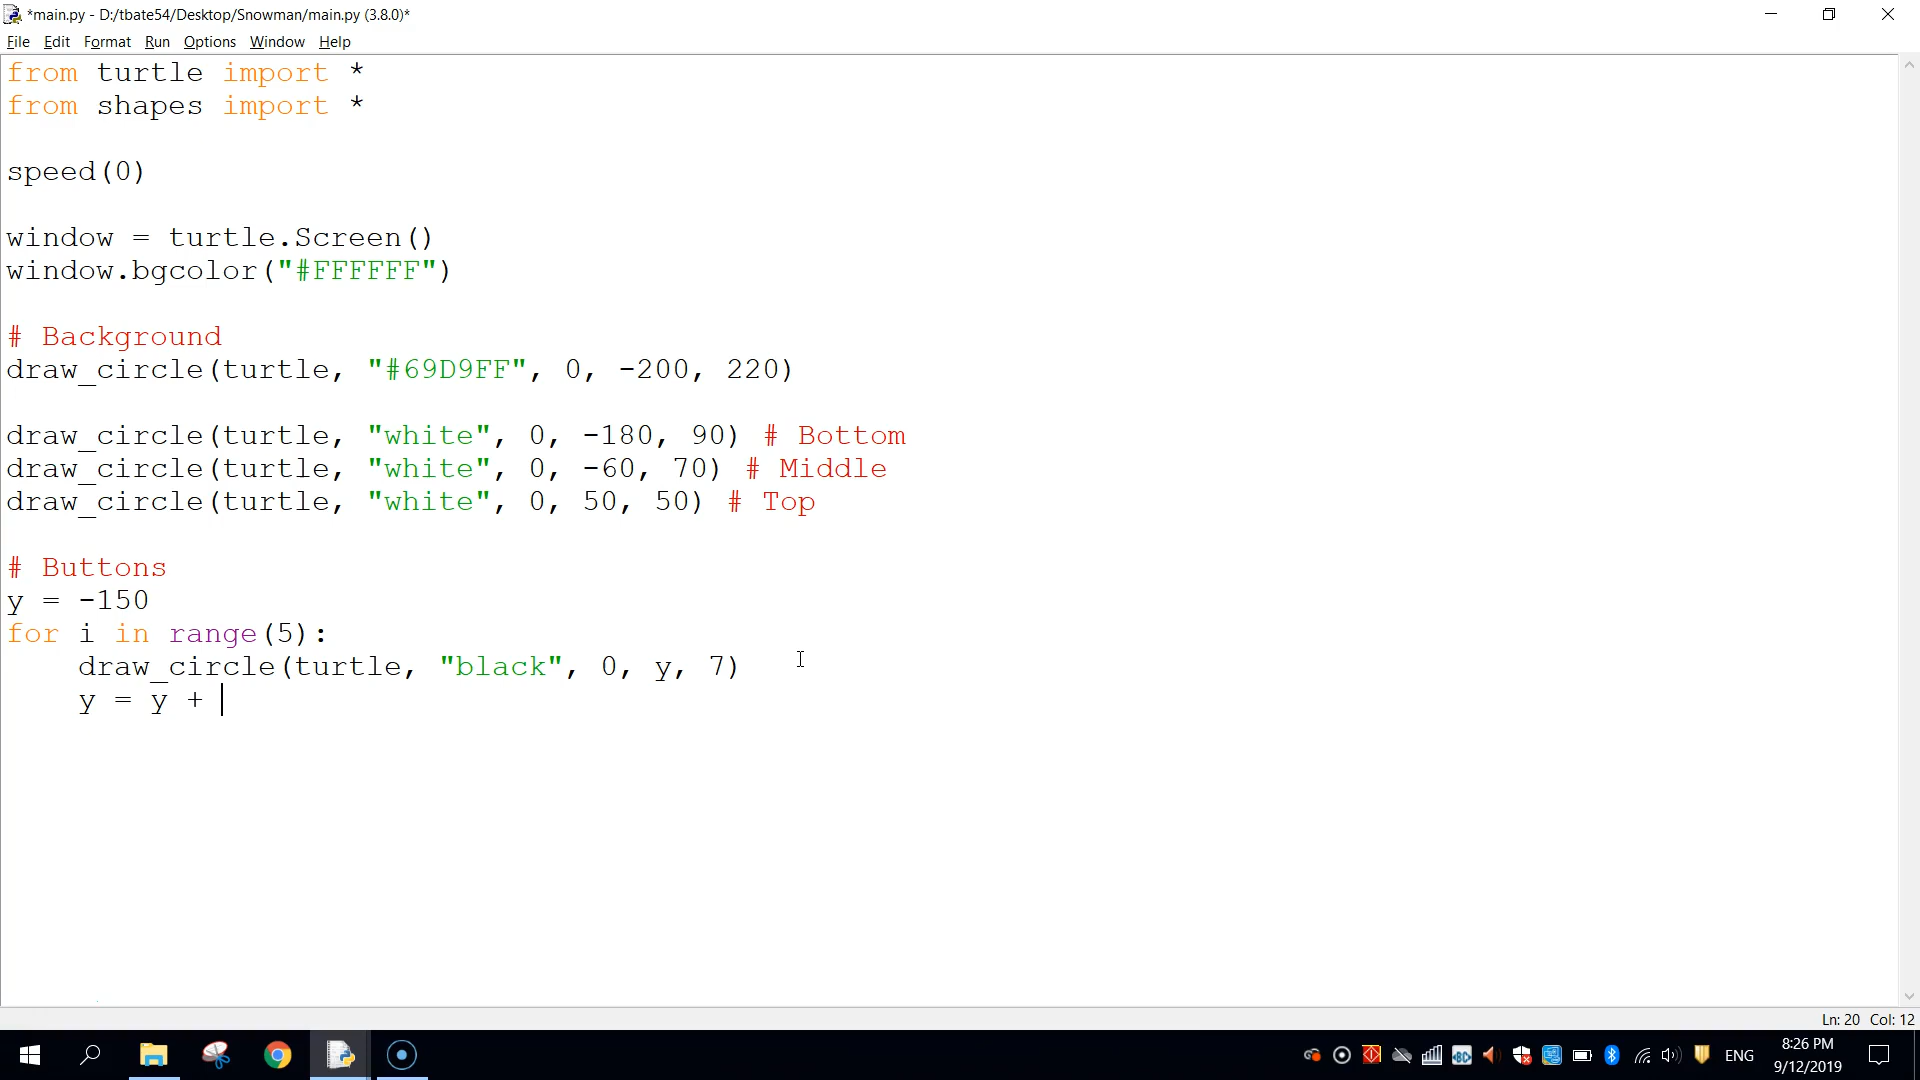 *main.py - D:/tbate54/Desktop/Snowman/main.py (3.8.0)*
File Edit Format Run Options Window Help
from turtle import *
from shapes import *
speed(0)
window = turtle.Screen()
window.bgcolor("#FFFFFF")
# Background
draw_circle(turtle, "#69D9FF", 0, -200, 220)
draw_circle(turtle, "white", 0, -180, 90) # Bottom
draw_circle(turtle, "white", 0, -60, 70) # Middle
draw_circle(turtle, "white", 0, 50, 50) # Top
# Buttons
y = -150
for i in range(5):
    draw_circle(turtle, "black", 0, y, 7)
    y = y +
Ln: 20 Col: 12
ENG
8:26 PM
9/12/2019